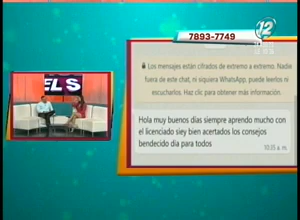 12
7893-7749
Los mensajes están cifrados de extremo a extremo. Nadie
fuera de este chat, ni siquiera WhatsApp, puede leerlos ni
escucharlos. Haz clic para obtener más información.
ELS
Hola muy buenos días siempre aprendo mucho con
el licenciado siey bien acertados los consejos
bendecido día para todos
10:35 a. m.